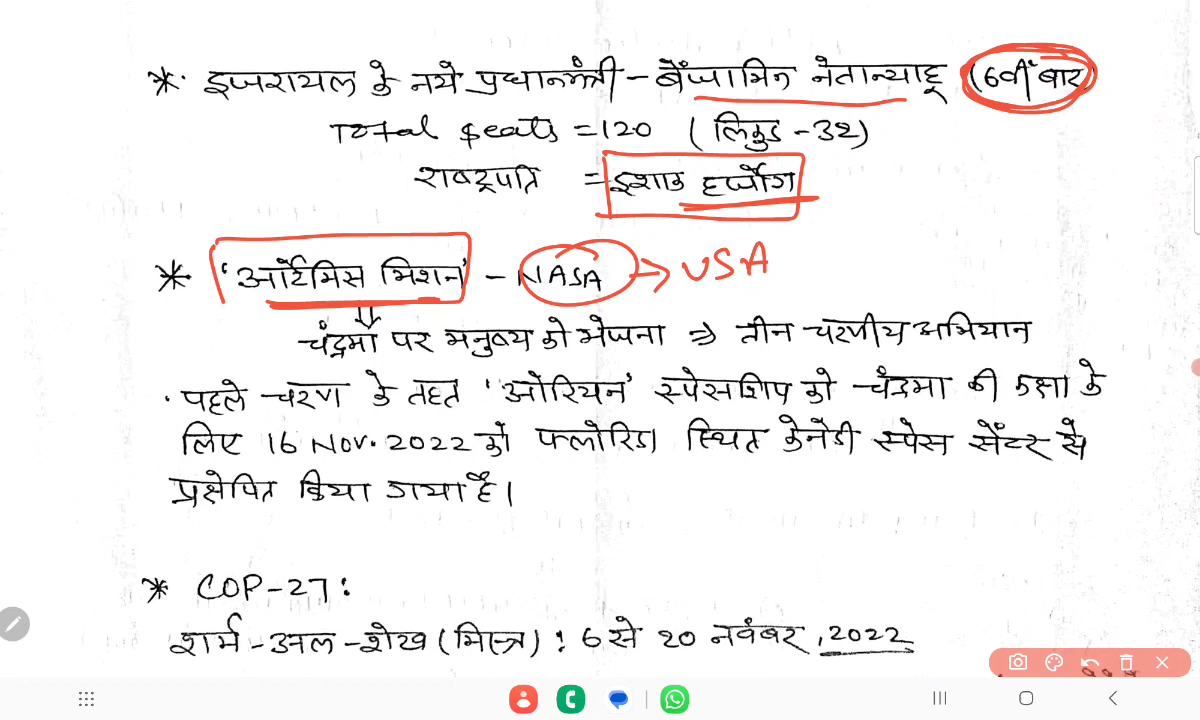 * इजरायल के नये प्रधानमंत्री - बेंजामिन नेतान्याहू (6वीं बार)
Total Seats = 120 (लिकुड - 32)
राष्ट्रपति = इशाक हर्जोग
* 'आर्टेमिस मिशन' - NASA → USA
चंद्रमा पर मनुष्य को भेजना ⇒ तीन चरणीय अभियान
• पहले चरण के तहत 'ओरियन' स्पेसशिप को चंद्रमा की कक्षा के
लिए 16 Nov. 2022 को फ्लोरिडा स्थित केनेडी स्पेस सेंटर से
प्रक्षेपित किया गया है।
* COP-27:
शर्म-अल-शेख (मिस्त्र) : 6 से 20 नवंबर, 2022